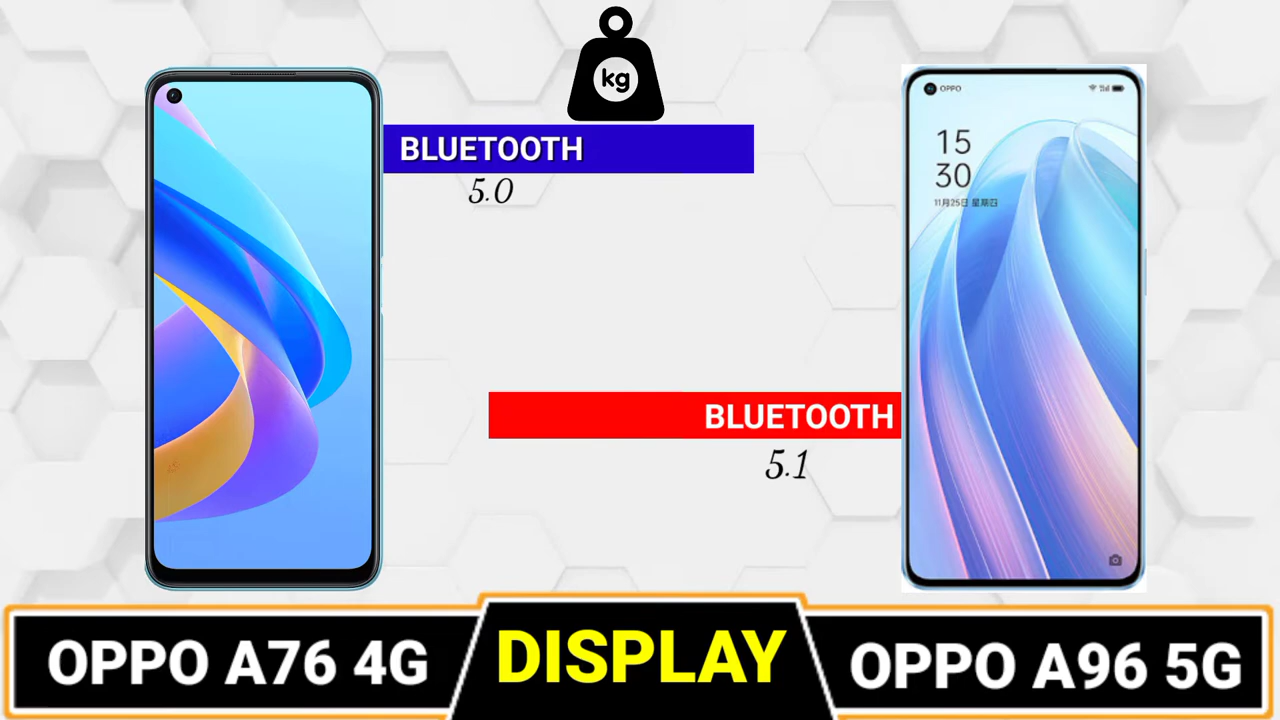 kg
BLUETOOTH
5.0
OPPO
15
30
11月25日 星期四
BLUETOOTH
5.1
OPPO A76 4G
DISPLAY
OPPO A96 5G